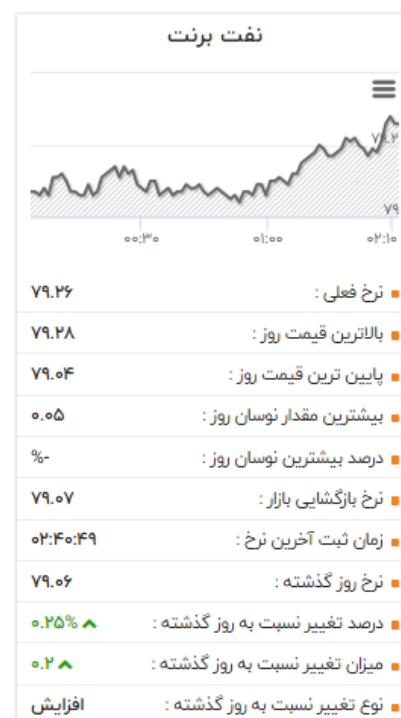 نفت برنت
۷۹.۲
۷۹
۰۰:۳۰
۰۱:۰۰
۰۲:۱۰
نرخ فعلی : ۷۹.۲۶
بالاترین قیمت روز : ۷۹.۲۸
پایین ترین قیمت روز : ۷۹.۰۴
بیشترین مقدار نوسان روز : ۰.۰۵
درصد بیشترین نوسان روز : %-
نرخ بازگشایی بازار : ۷۹.۰۷
زمان ثبت آخرین نرخ : ۰۲:۴۰:۴۹
نرخ روز گذشته : ۷۹.۰۶
درصد تغییر نسبت به روز گذشته : ۰.۲۵%
میزان تغییر نسبت به روز گذشته : ۰.۲
نوع تغییر نسبت به روز گذشته : افزایش